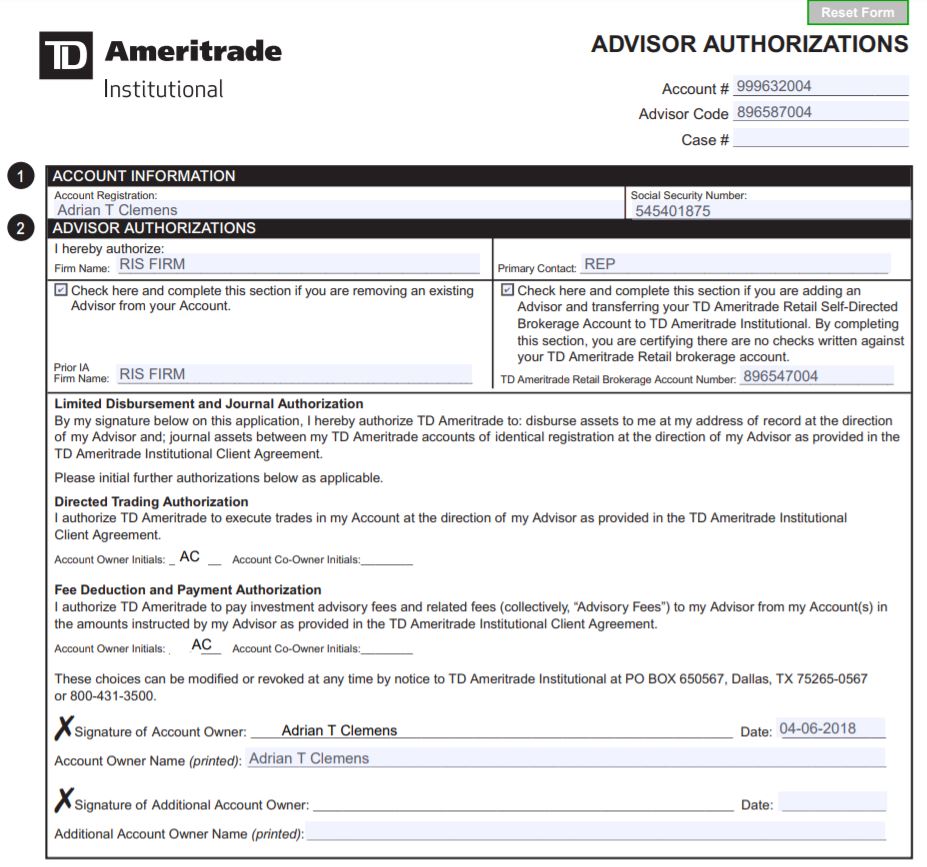 Reset Form
TD Ameritrade
Institutional
ADVISOR AUTHORIZATIONS
Account # 999632004
Advisor Code 896587004
Case #
1 ACCOUNT INFORMATION
Account Registration:
Adrian T Clemens
Social Security Number:
545401875
2 ADVISOR AUTHORIZATIONS
I hereby authorize:
Firm Name: RIS FIRM
Primary Contact: REP
Check here and complete this section if you are removing an existing
Advisor from your Account.
Prior IA
Firm Name: RIS FIRM
Check here and complete this section if you are adding an
Advisor and transferring your TD Ameritrade Retail Self-Directed
Brokerage Account to TD Ameritrade Institutional. By completing
this section, you are certifying there are no checks written against
your TD Ameritrade Retail brokerage account.
TD Ameritrade Retail Brokerage Account Number: 896547004
Limited Disbursement and Journal Authorization
By my signature below on this application, I hereby authorize TD Ameritrade to: disburse assets to me at my address of record at the direction
of my Advisor and; journal assets between my TD Ameritrade accounts of identical registration at the direction of my Advisor as provided in the
TD Ameritrade Institutional Client Agreement.
Please initial further authorizations below as applicable.
Directed Trading Authorization
I authorize TD Ameritrade to execute trades in my Account at the direction of my Advisor as provided in the TD Ameritrade Institutional
Client Agreement.
Account Owner Initials: _ AC __ Account Co-Owner Initials:________
Fee Deduction and Payment Authorization
I authorize TD Ameritrade to pay investment advisory fees and related fees (collectively, “Advisory Fees”) to my Advisor from my Account(s) in
the amounts instructed by my Advisor as provided in the TD Ameritrade Institutional Client Agreement.
Account Owner Initials: AC Account Co-Owner Initials:________
These choices can be modified or revoked at any time by notice to TD Ameritrade Institutional at PO BOX 650567, Dallas, TX 75265-0567
or 800-431-3500.
✗ Signature of Account Owner: Adrian T Clemens Date: 04-06-2018
Account Owner Name (printed): Adrian T Clemens
✗ Signature of Additional Account Owner: Date:
Additional Account Owner Name (printed):